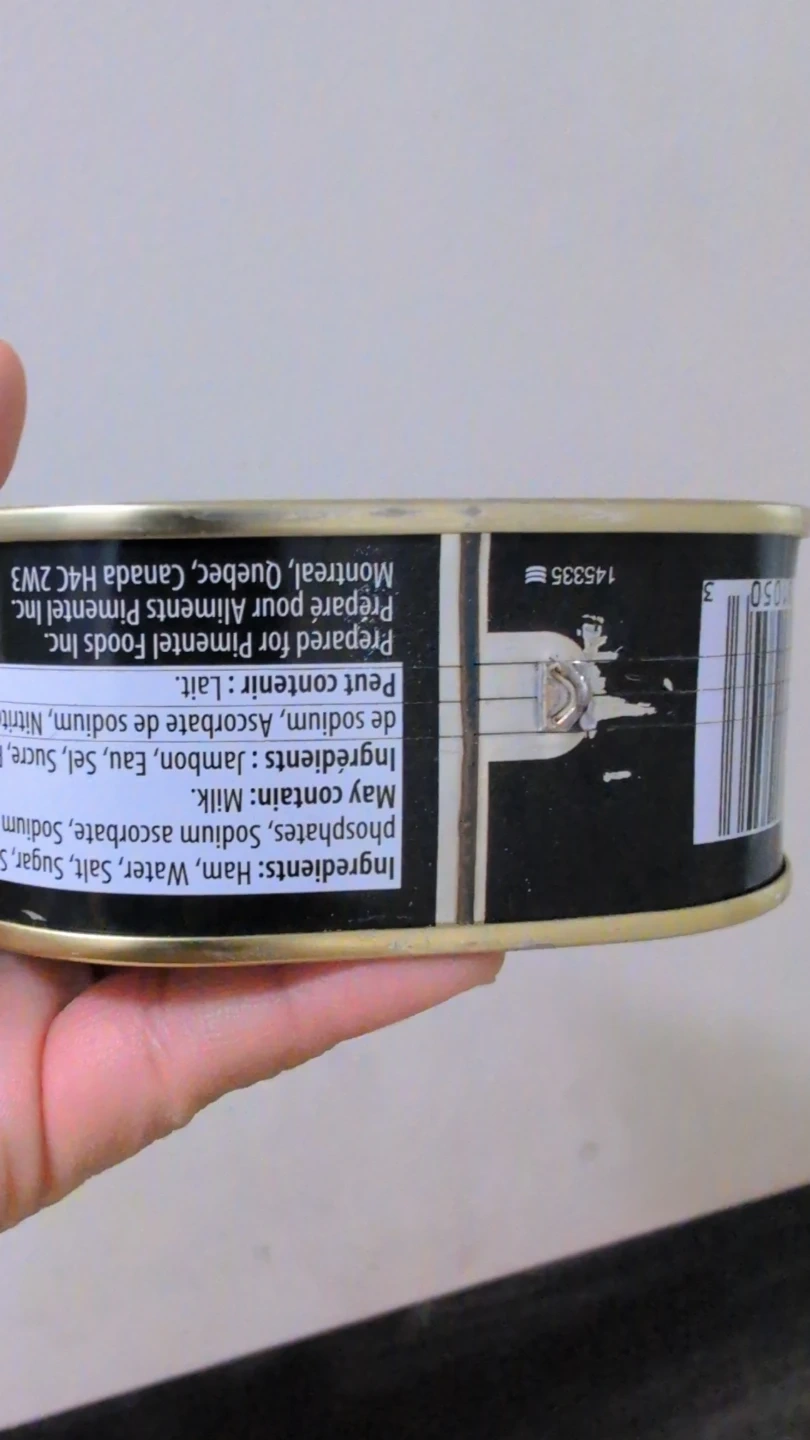 Ingredients: Ham, Water, Salt, Sugar,
phosphates, Sodium ascorbate, Sodium
May contain: Milk.
Ingrédients : Jambon, Eau, Sel, Sucre,
de sodium, Ascorbate de sodium,
Peut contenir : Lait.
Prepared for Pimentel Foods Inc.
Préparé pour Aliments Pimentel Inc.
Montreal, Quebec, Canada H4C 2W3
145335
050 3